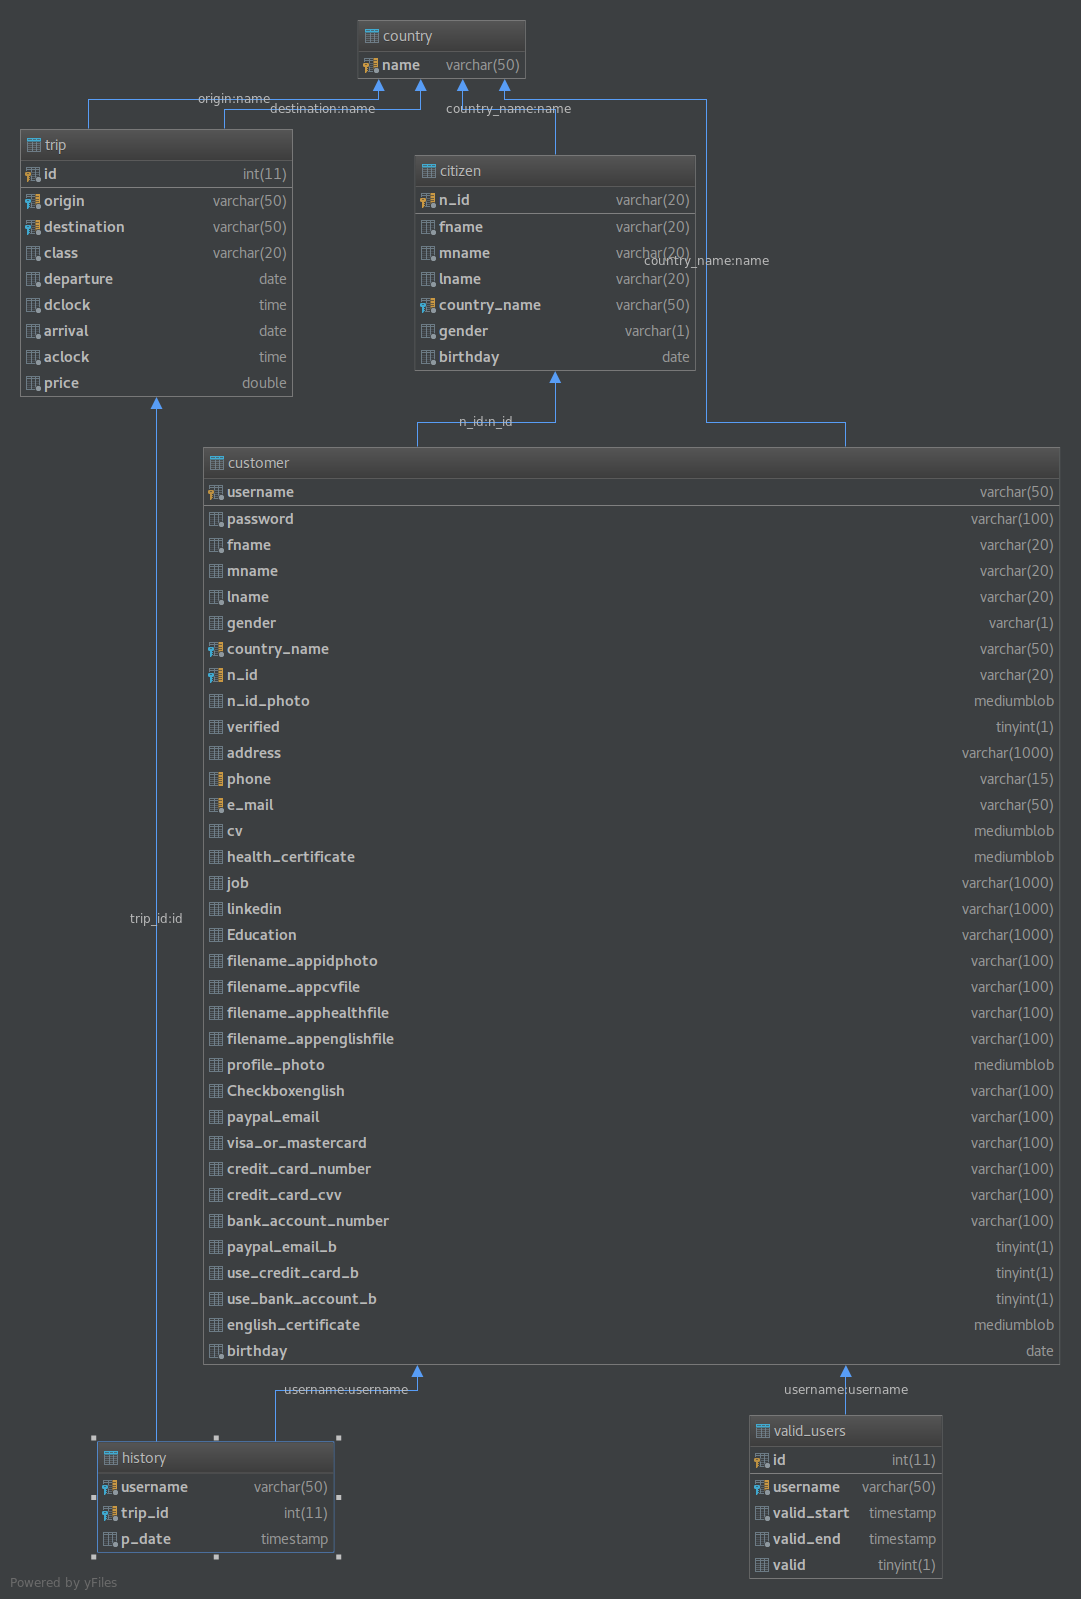 country
name varchar(50)
origin:name
destination:name
country_name:name
trip
id int(11)
origin varchar(50)
destination varchar(50)
class varchar(20)
departure date
dclock time
arrival date
aclock time
price double
citizen
n_id varchar(20)
fname varchar(20)
mname varchar(20)
lname varchar(20)
country_name varchar(50)
gender varchar(1)
birthday date
country_name:name
n_id:n_id
customer
username varchar(50)
password varchar(100)
fname varchar(20)
mname varchar(20)
lname varchar(20)
gender varchar(1)
country_name varchar(50)
n_id varchar(20)
n_id_photo mediumblob
verified tinyint(1)
address varchar(1000)
phone varchar(15)
e_mail varchar(50)
cv mediumblob
health_certificate mediumblob
job varchar(1000)
linkedin varchar(1000)
Education varchar(1000)
filename_appidphoto varchar(100)
filename_appcvfile varchar(100)
filename_apphealthfile varchar(100)
filename_appenglishfile varchar(100)
profile_photo mediumblob
Checkboxenglish varchar(100)
paypal_email varchar(100)
visa_or_mastercard varchar(100)
credit_card_number varchar(100)
credit_card_cvv varchar(100)
bank_account_number varchar(100)
paypal_email_b tinyint(1)
use_credit_card_b tinyint(1)
use_bank_account_b tinyint(1)
english_certificate mediumblob
birthday date
trip_id:id
username:username
username:username
history
username varchar(50)
trip_id int(11)
p_date timestamp
valid_users
id int(11)
username varchar(50)
valid_start timestamp
valid_end timestamp
valid tinyint(1)
Powered by yFiles